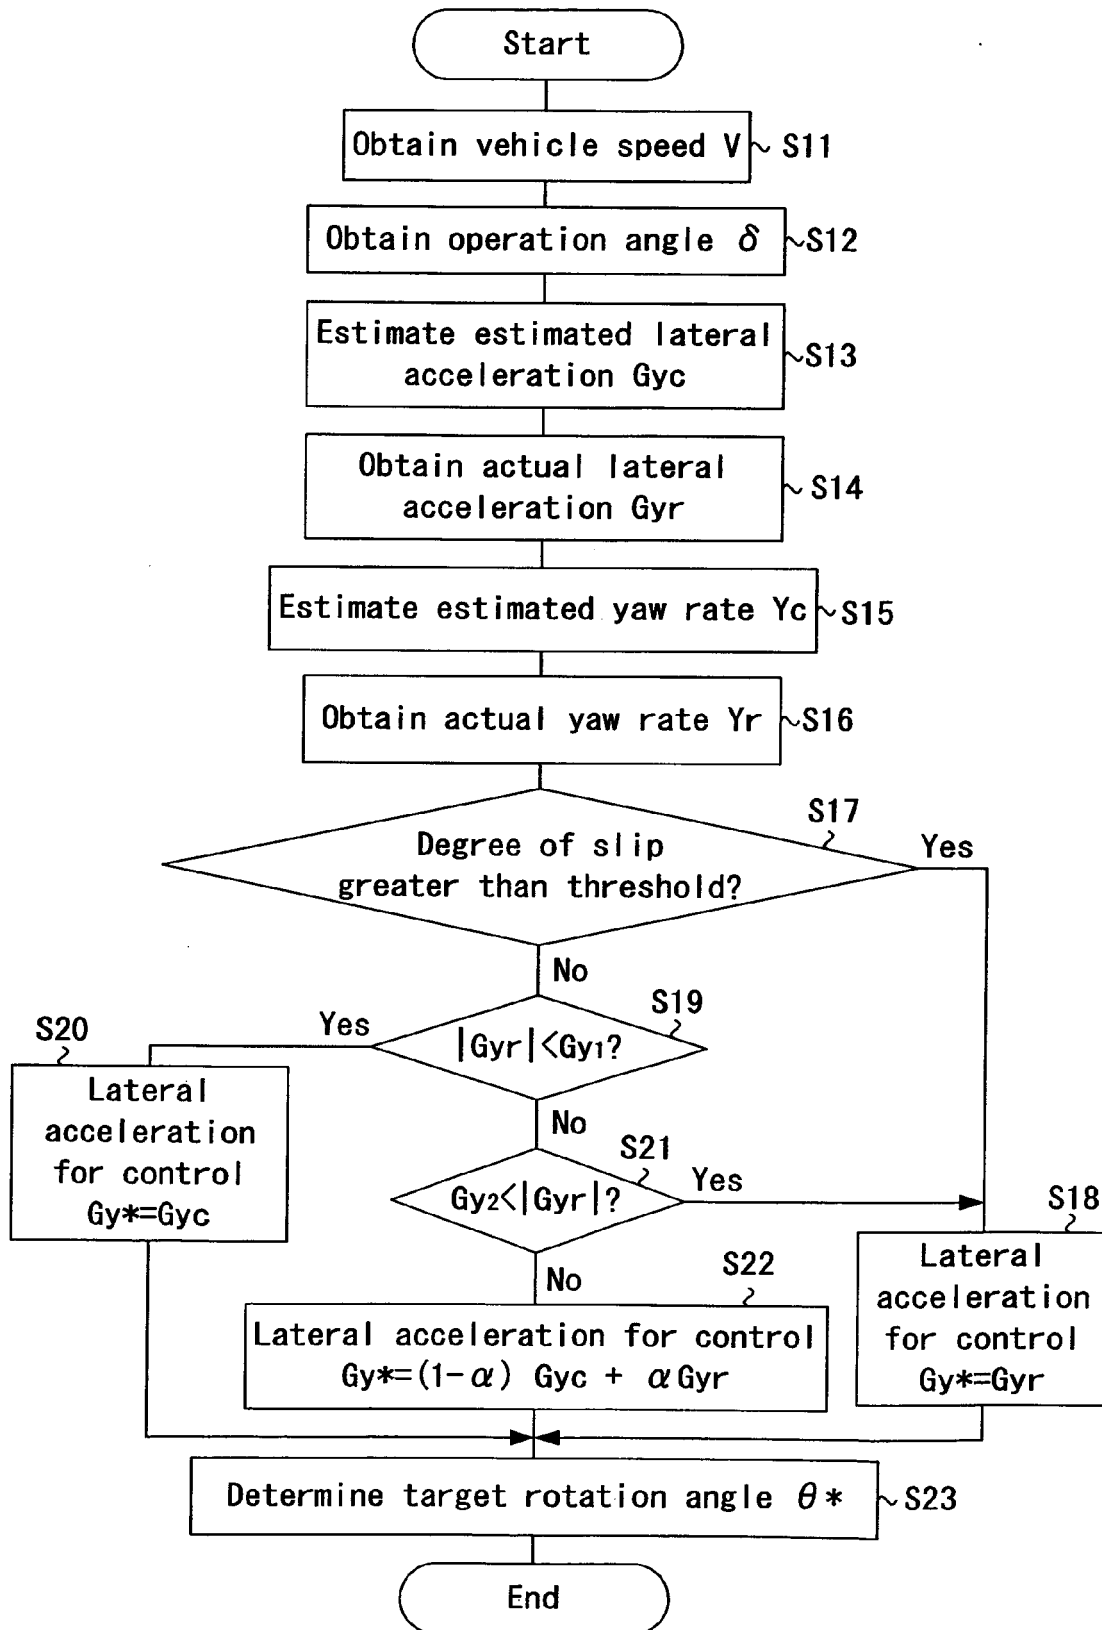 Start
Obtain vehicle speed V
S11
Obtain operation angle δ
S12
Estimate estimated lateral
acceleration Gyc
S13
Obtain actual lateral
acceleration Gyr
S14
Estimate estimated yaw rate Yc
S15
Obtain actual yaw rate Yr
S16
S17
Degree of slip
greater than threshold?
Yes
No
S19
|Gyr|<Gy1?
Yes
No
S20
Lateral
acceleration
for control
Gy*=Gyc
S21
Gy2<|Gyr|?
Yes
No
S18
Lateral
acceleration
for control
Gy*=Gyr
S22
Lateral acceleration for control
Gy*=(1-α) Gyc + αGyr
Determine target rotation angle θ*
S23
End